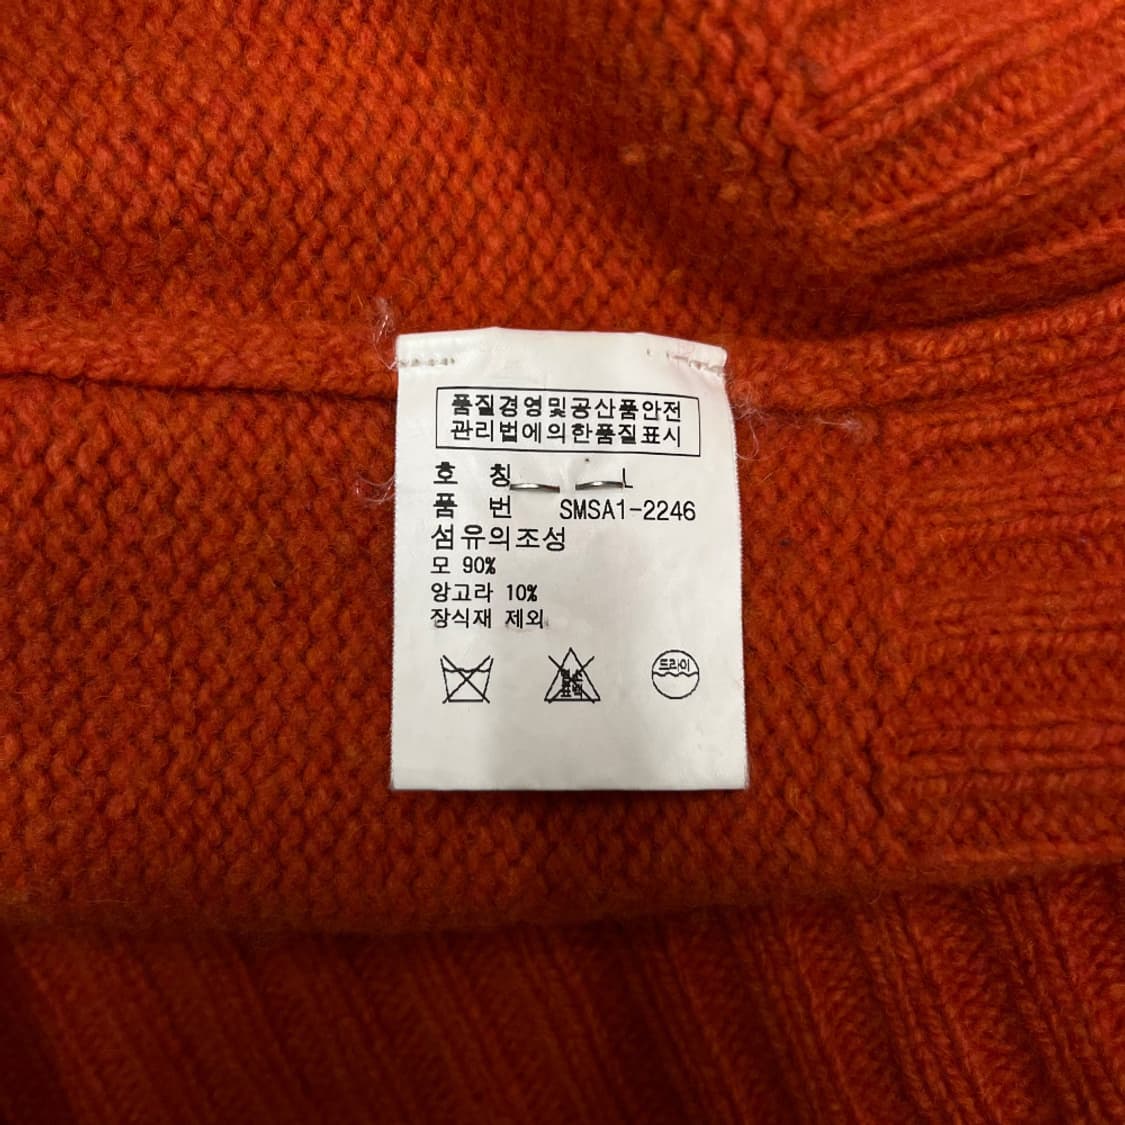 품질경영및공산품안전
관리법에의한품질표시
호 칭 L
품 번 SMSA1-2246
섬유의조성
모 90%
앙고라 10%
장식재 제외
드라이